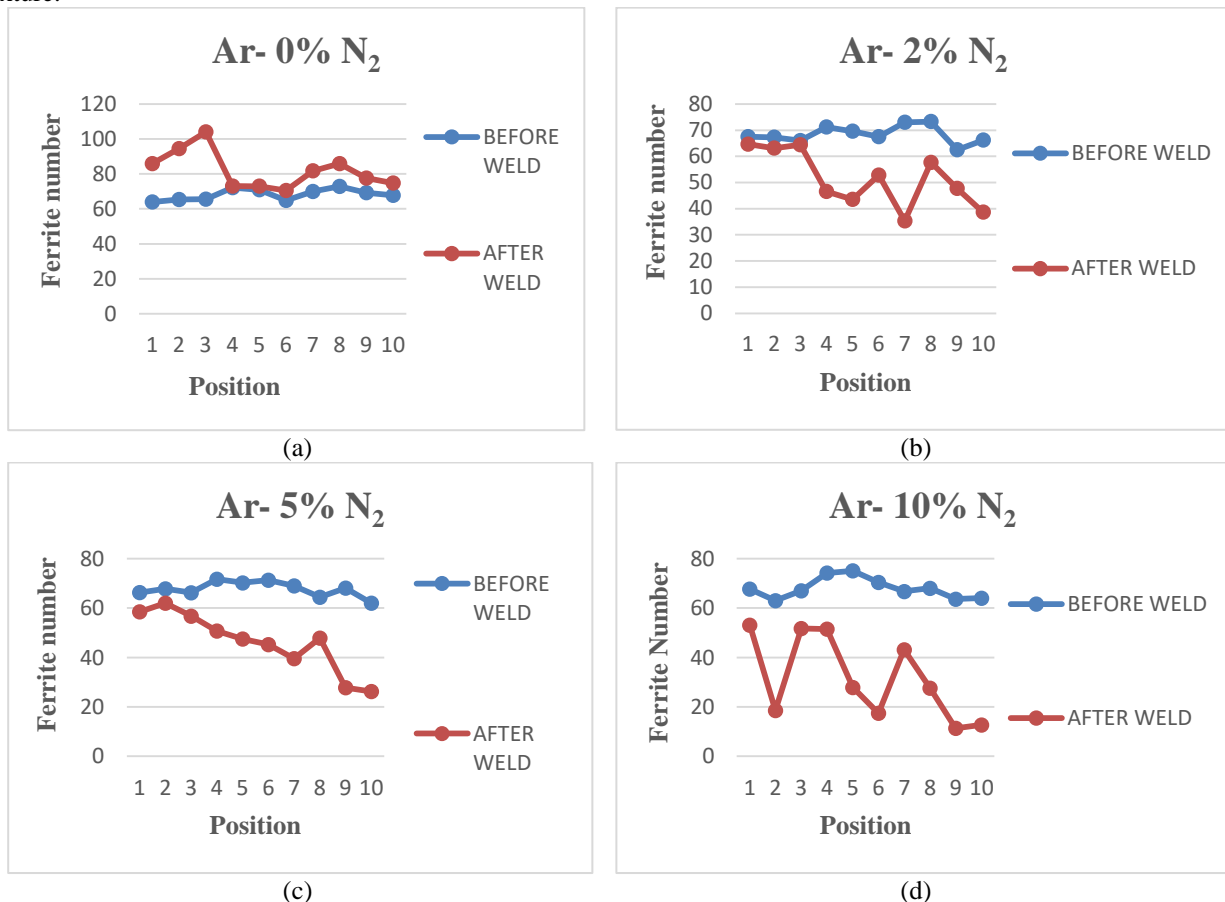 Ar- 0% N2
Ferrite number
120
100
80
60
40
20
0
1 2 3 4 5 6 7 8 9 10
Position
BEFORE
WELD
AFTER
WELD
(a)
Ar- 2% N2
Ferrite number
80
70
60
50
40
30
20
10
0
1 2 3 4 5 6 7 8 9 10
Position
BEFORE WELD
AFTER WELD
(b)
Ar- 5% N2
Ferrite number
80
60
40
20
0
1 2 3 4 5 6 7 8 9 10
Position
BEFORE
WELD
AFTER
WELD
(c)
Ar- 10% N2
Ferrite Number
80
60
40
20
0
1 2 3 4 5 6 7 8 9 10
Position
BEFORE WELD
AFTER WELD
(d)